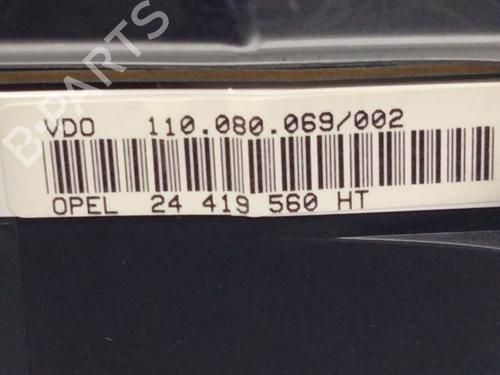 B-PARTS
VDO 110.080.069/002
OPEL 24 419 560 HT